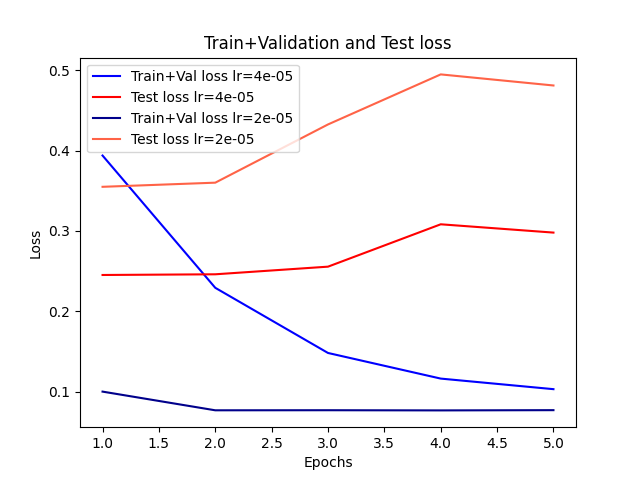 Train+Validation and Test loss
Train+Val loss lr=4e-05
Test loss lr=4e-05
Train+Val loss lr=2e-05
Test loss lr=2e-05
0.5
0.4
0.3
0.2
0.1
Loss
1.0 1.5 2.0 2.5 3.0 3.5 4.0 4.5 5.0
Epochs